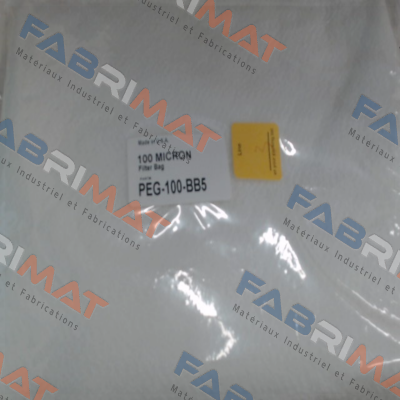 FABRIMAT
Materiaux Industriel et Fabrications
FABRIMAT
Materiaux Industriel et Fabrications
100 MICRON
Filter Bag
PEG-100-BB5
FABRIMAT
Materiaux Industriel et Fabrications
FABRIMAT
Materiaux Industriel et Fabrications
FABRIMAT